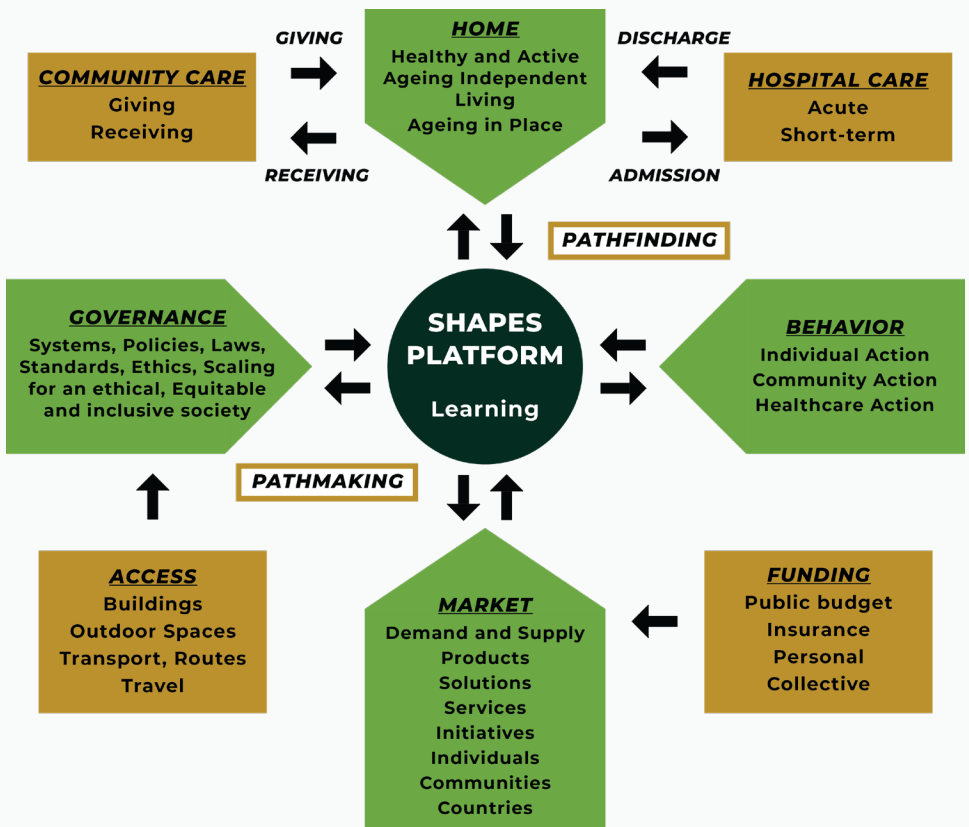 HOME
Healthy and Active
Ageing Independent
Living
Ageing in Place
GIVING
RECEIVING
COMMUNITY CARE
Giving
Receiving
DISCHARGE
ADMISSION
HOSPITAL CARE
Acute
Short-term
PATHFINDING
GOVERNANCE
Systems, Policies, Laws,
Standards, Ethics, Scaling
for an ethical, Equitable
and inclusive society
SHAPES
PLATFORM
Learning
BEHAVIOR
Individual Action
Community Action
Healthcare Action
PATHMAKING
ACCESS
Buildings
Outdoor Spaces
Transport, Routes
Travel
MARKET
Demand and Supply
Products
Solutions
Services
Initiatives
Individuals
Communities
Countries
FUNDING
Public budget
Insurance
Personal
Collective